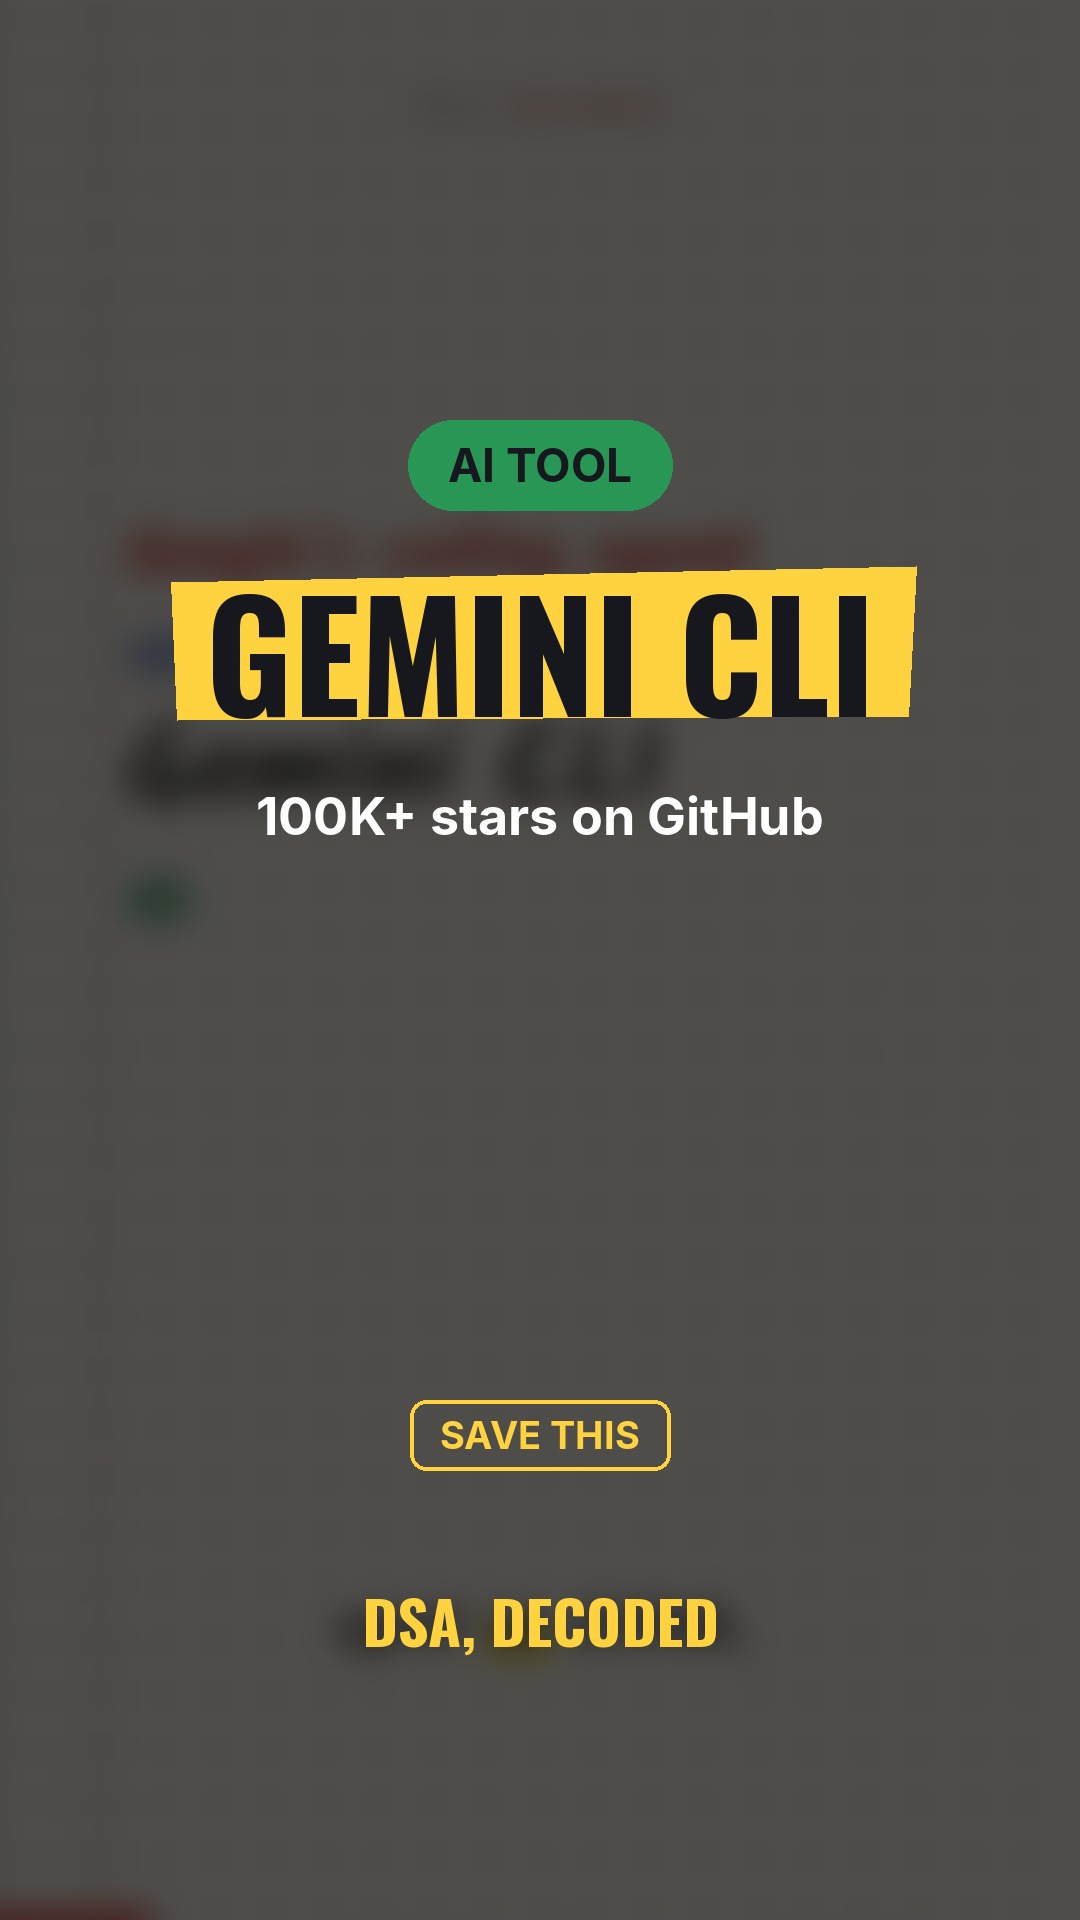 AI TOOL
GEMINI CLI
100K+ stars on GitHub
SAVE THIS
DSA, DECODED